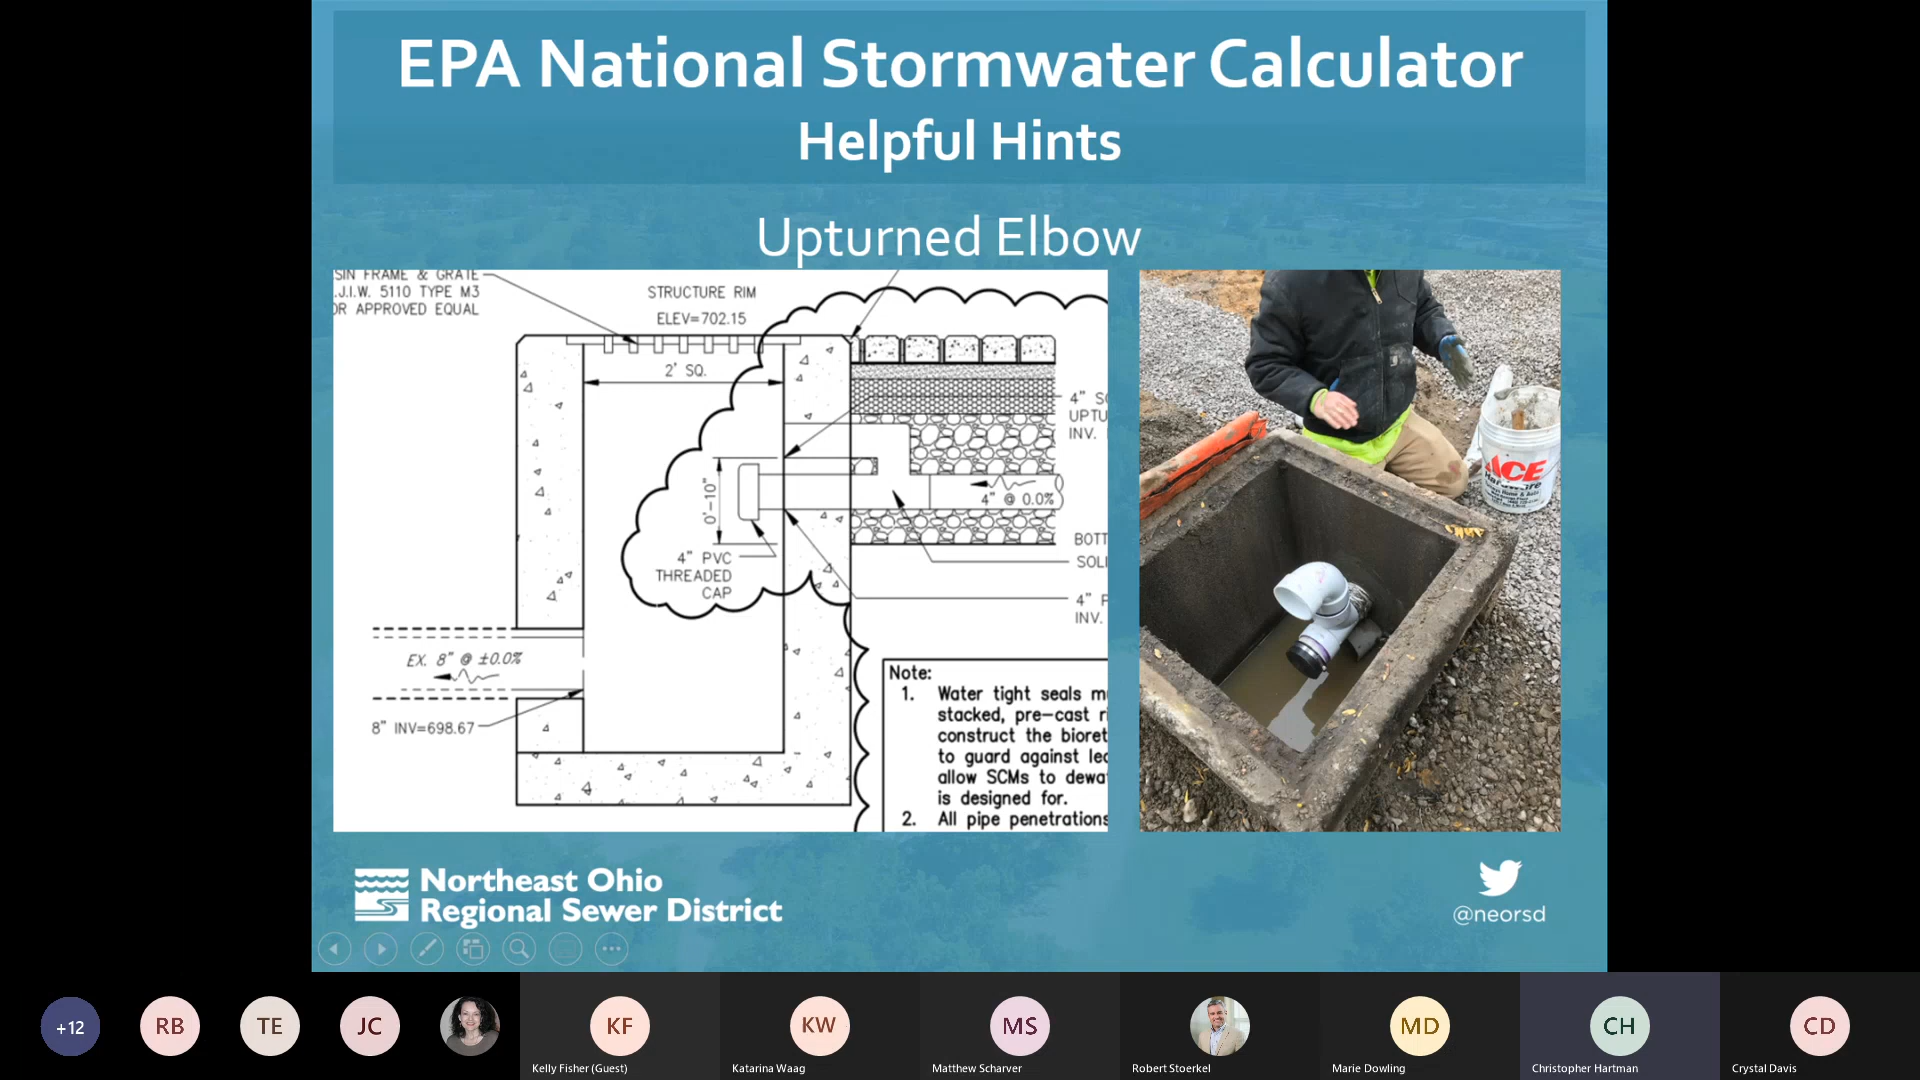 EPA National Stormwater Calculator
Helpful Hints
Upturned Elbow
SIN FRAME & GRATE
.J.I.W. 5110 TYPE M3
OR APPROVED EQUAL
STRUCTURE RIM
ELEV=702.15
2' SQ.
4" SO
UPTU
INV.
0'-10"
4" @ 0.0%
4" PVC
THREADED
CAP
BOTT
SOLI
4" P
INV.
EX. 8" @ ±0.0%
8" INV=698.67
Note:
1. Water tight seals m
stacked, pre-cast ri
construct the bioret
to guard against lea
allow SCMs to dewa
is designed for.
2. All pipe penetrations
ACE
Hardware
Northeast Ohio
Regional Sewer District
@neorsd
+12
RB
TE
JC
KF
KW
MS
MD
CH
CD
Kelly Fisher (Guest)
Katarina Waag
Matthew Scharver
Robert Stoerkel
Marie Dowling
Christopher Hartman
Crystal Davis